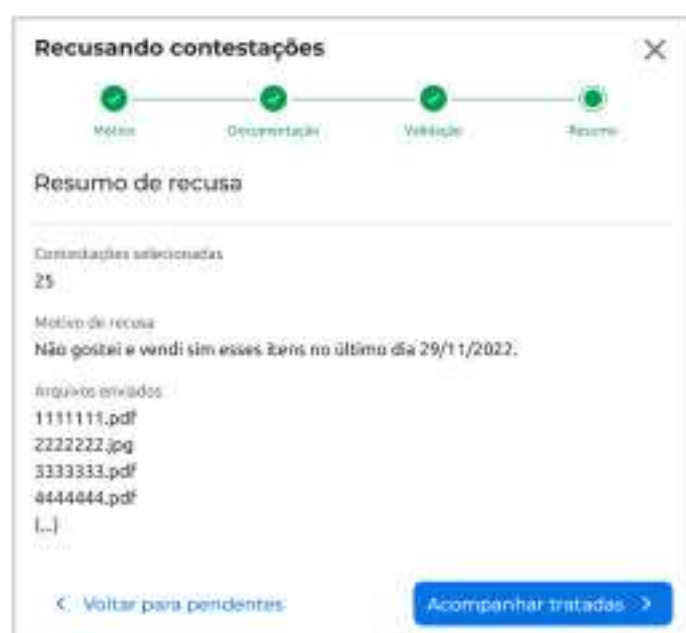 Recusando contestações
Motivo Documentação Validação Resumo
Resumo de recusa
Contestações selecionadas
25
Motivo de recusa
Não gostei e vendi sim esses itens no último dia 29/11/2022.
Arquivos enviados
1111111.pdf
2222222.jpg
3333333.pdf
4444444.pdf
(...)
Voltar para pendentes Acompanhar tratadas